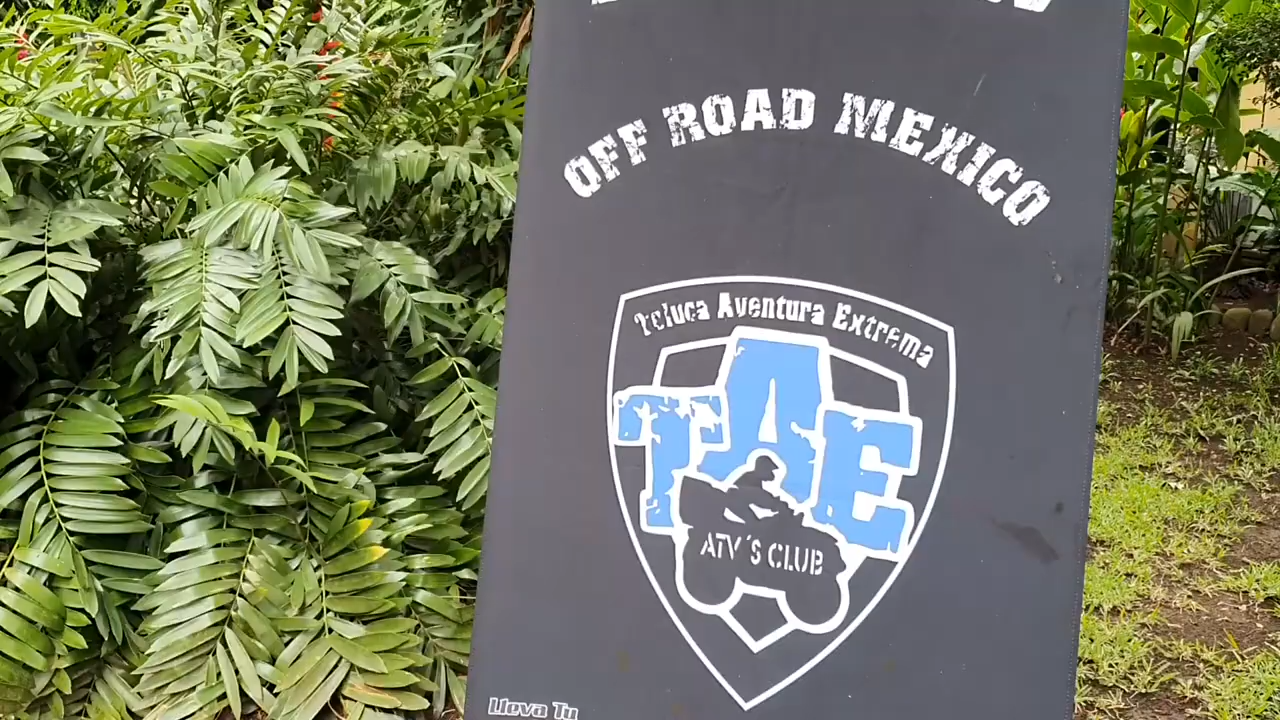 OFF ROAD MEXICO
Toluca Aventura Extrema
TAE
ATV´S CLUB
Lleva Tu